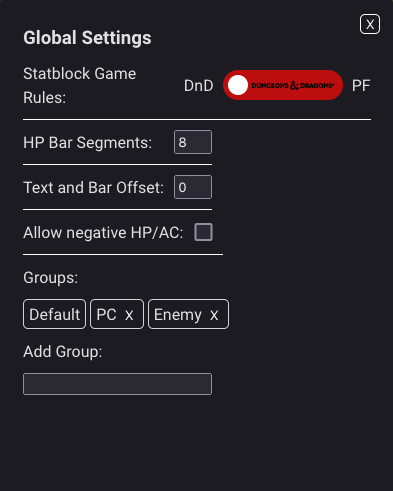 Global Settings X
Statblock Game
Rules:
DnD DUNGEONS & DRAGONS PF
HP Bar Segments: 8
Text and Bar Offset: 0
Allow negative HP/AC:
Groups:
Default PC x Enemy x
Add Group: